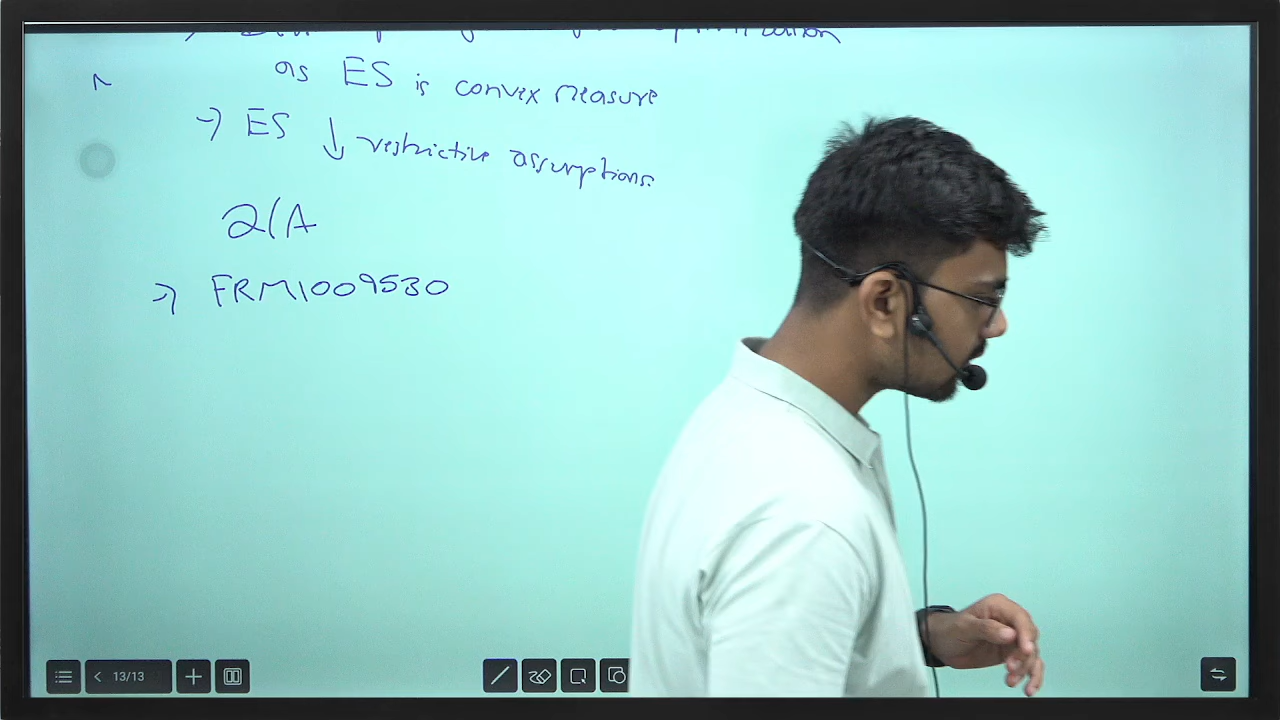 as ES is convex measure
→ ES ↓ restrictive assumptions.
2(A
→ FRM1009530
13/13